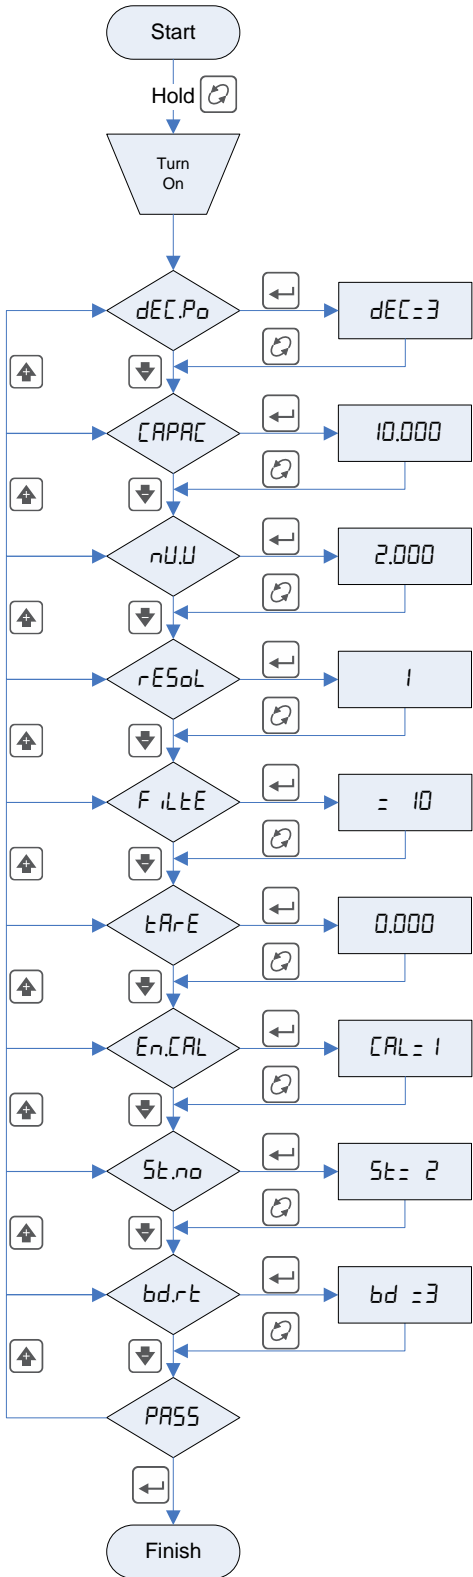 Start
Hold
Turn
On
dEC.Po
dEC=3
CAPAC
10.000
nU.U
2.000
rESoL
1
FiLtE
= 10
tArE
0.000
En.CAL
CAL=1
St.no
St= 2
bd.rt
bd =3
PASS
Finish